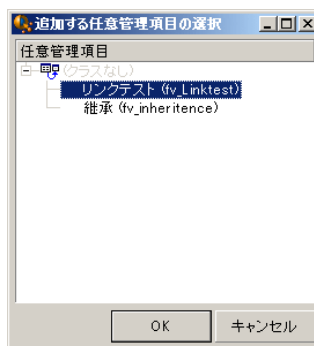 追加する任意管理項目の選択
任意管理項目
(クラスなし)
リンクテスト (fv_Linktest)
継承 (fv_inheritence)
OK
キャンセル